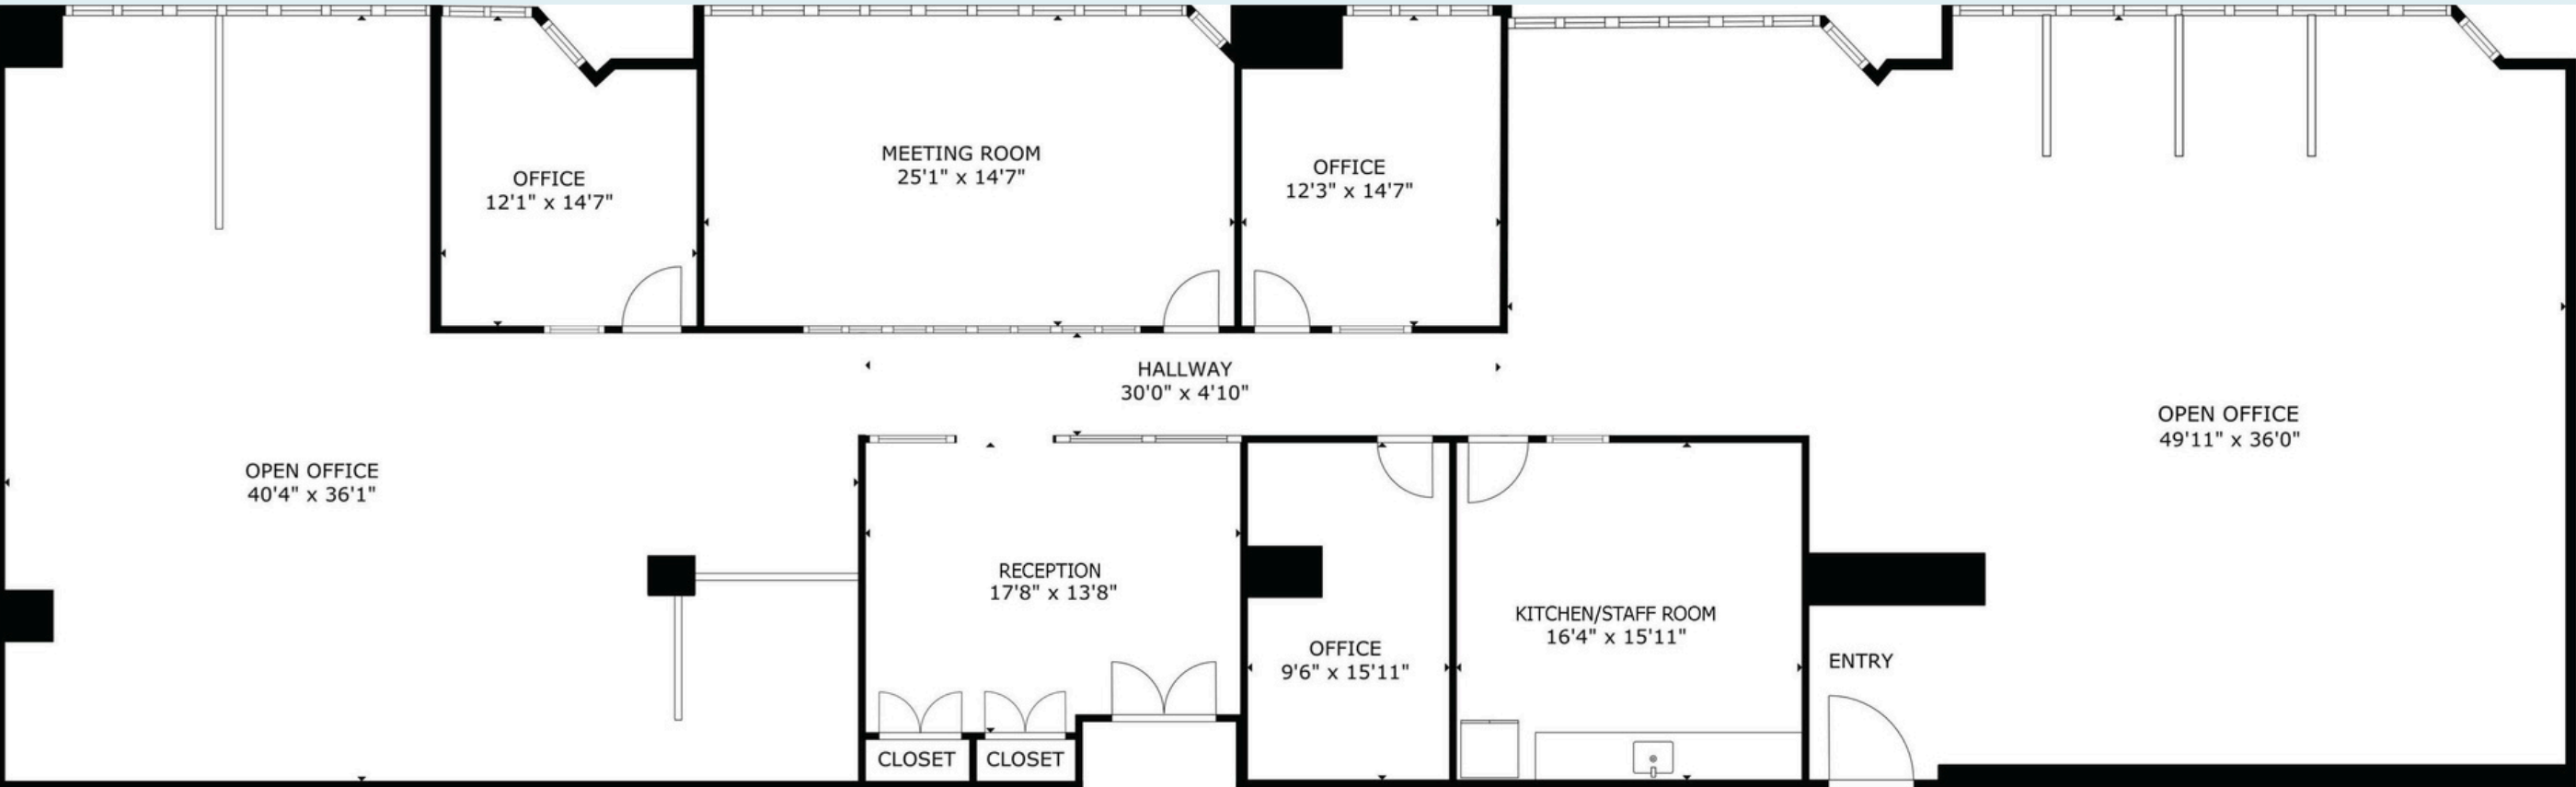 MEETING ROOM
25'1" x 14'7"
OFFICE
12'1" x 14'7"
OFFICE
12'3" x 14'7"
HALLWAY
30'0" x 4'10"
OPEN OFFICE
49'11" x 36'0"
OPEN OFFICE
40'4" x 36'1"
RECEPTION
17'8" x 13'8"
KITCHEN/STAFF ROOM
16'4" x 15'11"
OFFICE
9'6" x 15'11"
ENTRY
CLOSET
CLOSET